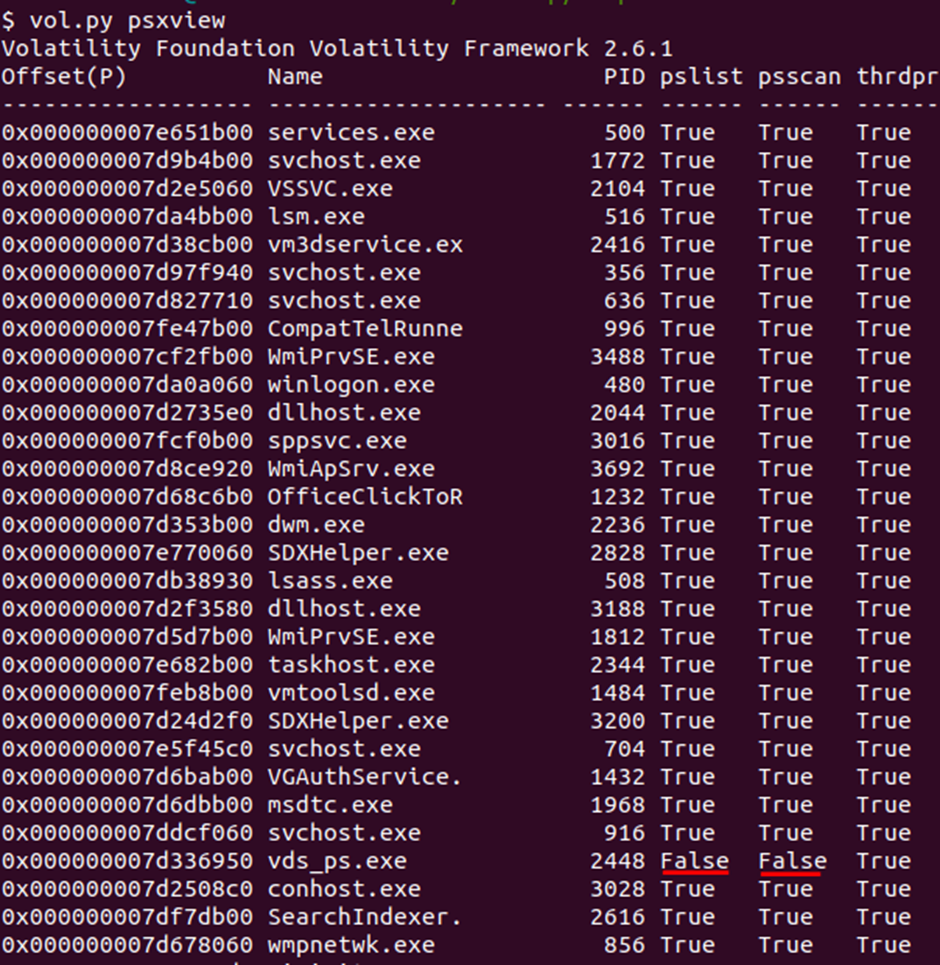 $ vol.py psxview
Volatility Foundation Volatility Framework 2.6.1
Offset(P)          Name                    PID pslist psscan thrdpr
------------------ -------------------- ------ ------ ------ ------
0x000000007e651b00 services.exe            500 True   True   True
0x000000007d9b4b00 svchost.exe            1772 True   True   True
0x000000007d2e5060 VSSVC.exe              2104 True   True   True
0x000000007da4bb00 lsm.exe                 516 True   True   True
0x000000007d38cb00 vm3dservice.ex         2416 True   True   True
0x000000007d97f940 svchost.exe             356 True   True   True
0x000000007d827710 svchost.exe             636 True   True   True
0x000000007fe47b00 CompatTelRunne          996 True   True   True
0x000000007cf2fb00 WmiPrvSE.exe           3488 True   True   True
0x000000007da0a060 winlogon.exe            480 True   True   True
0x000000007d2735e0 dllhost.exe            2044 True   True   True
0x000000007fcf0b00 sppsvc.exe             3016 True   True   True
0x000000007d8ce920 WmiApSrv.exe           3692 True   True   True
0x000000007d68c6b0 OfficeClickToR         1232 True   True   True
0x000000007d353b00 dwm.exe                2236 True   True   True
0x000000007e770060 SDXHelper.exe          2828 True   True   True
0x000000007db38930 lsass.exe               508 True   True   True
0x000000007d2f3580 dllhost.exe            3188 True   True   True
0x000000007d5d7b00 WmiPrvSE.exe           1812 True   True   True
0x000000007e682b00 taskhost.exe           2344 True   True   True
0x000000007feb8b00 vmtoolsd.exe           1484 True   True   True
0x000000007d24d2f0 SDXHelper.exe          3200 True   True   True
0x000000007e5f45c0 svchost.exe             704 True   True   True
0x000000007d6bab00 VGAuthService.         1432 True   True   True
0x000000007d6dbb00 msdtc.exe              1968 True   True   True
0x000000007ddcf060 svchost.exe             916 True   True   True
0x000000007d336950 vds_ps.exe             2448 False  False  True
0x000000007d2508c0 conhost.exe            3028 True   True   True
0x000000007df7db00 SearchIndexer.         2616 True   True   True
0x000000007d678060 wmpnetwk.exe            856 True   True   True